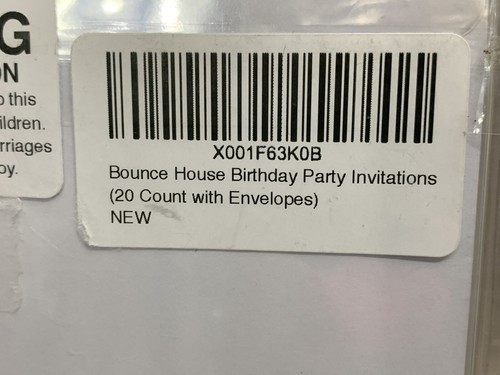 G
ON
o this
ildren.
rriages
oy.
X001F63K0B
Bounce House Birthday Party Invitations
(20 Count with Envelopes)
NEW